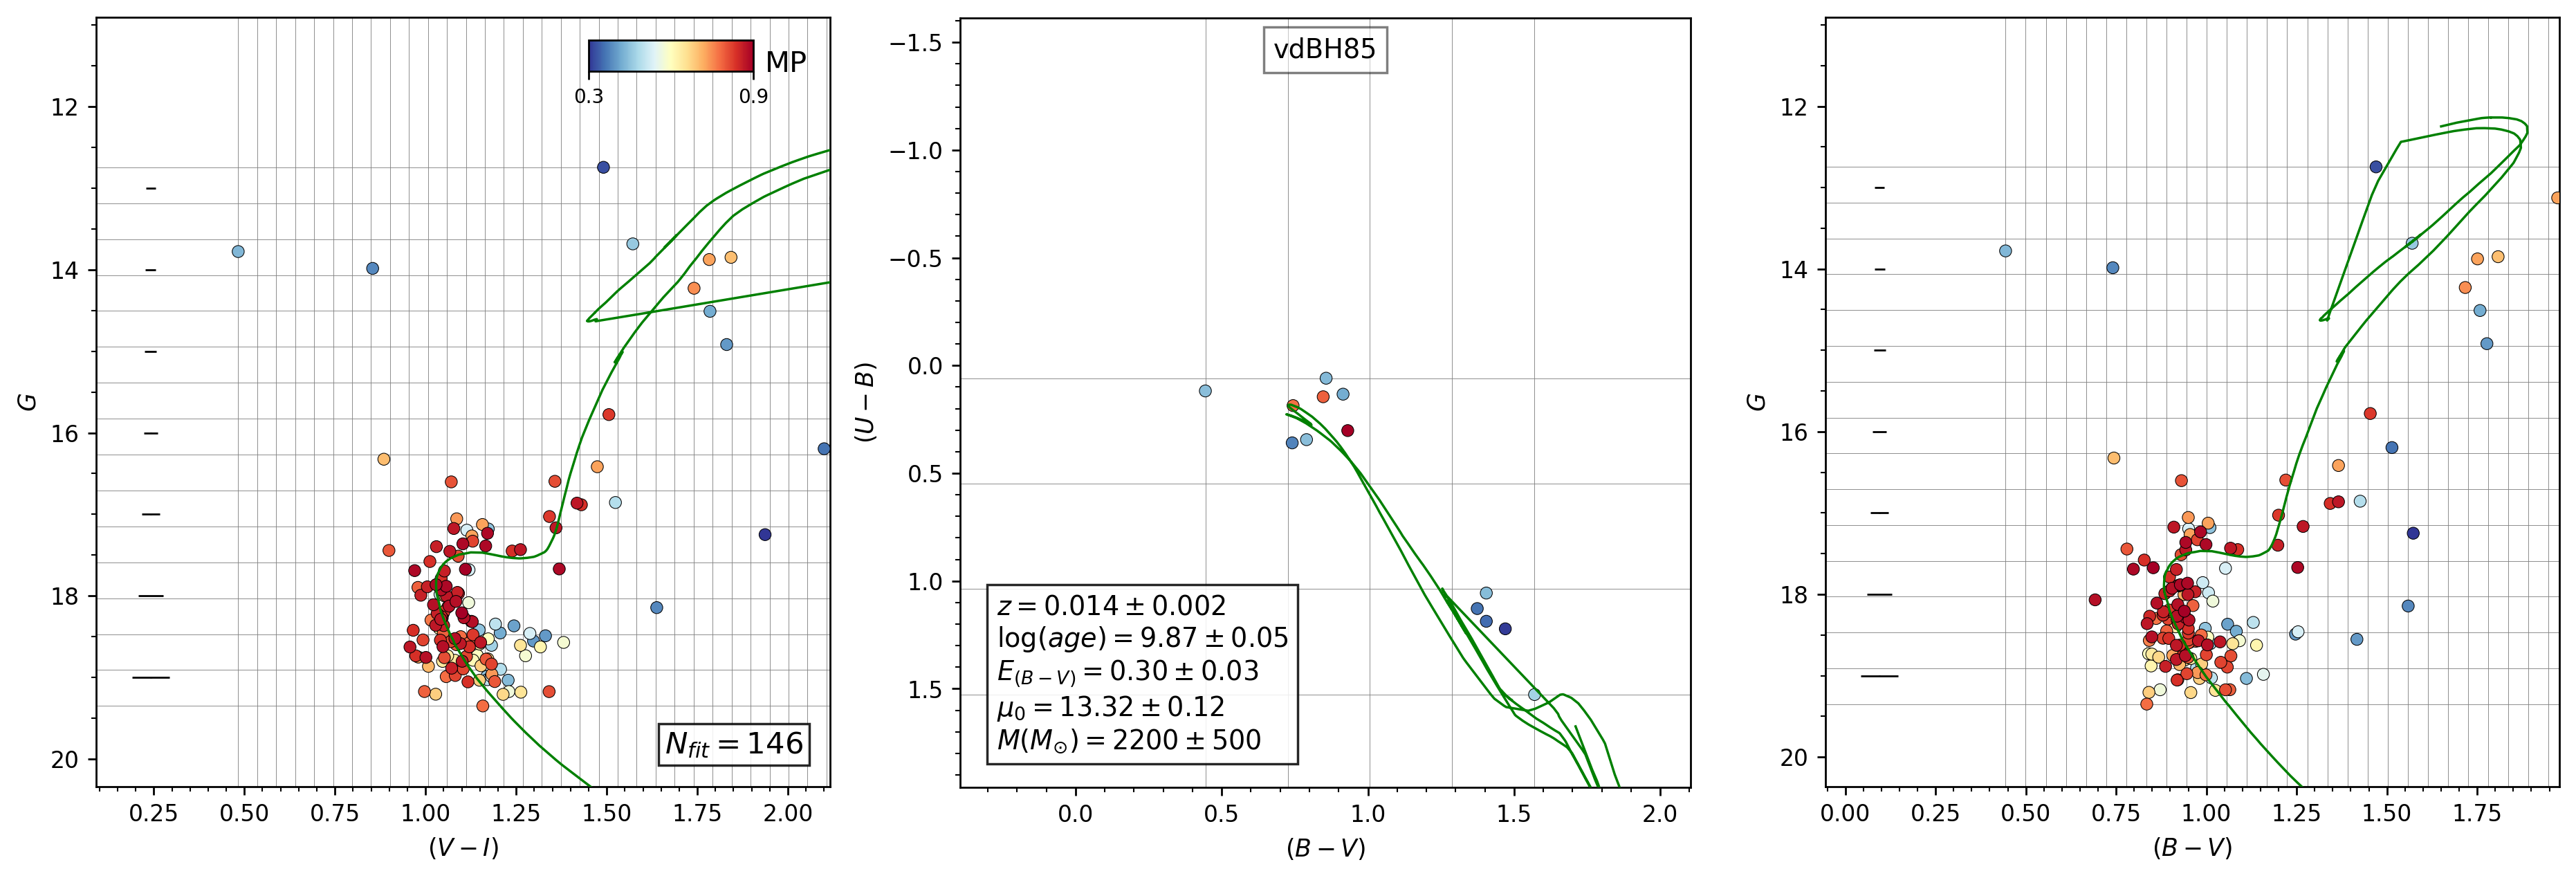 MP
0.3 0.9
12
14
16
18
20
G
N_{fit} = 146
0.25 0.50 0.75 1.00 1.25 1.50 1.75 2.00
(V − I)
vdBH85
−1.5
−1.0
−0.5
0.0
0.5
1.0
1.5
(U − B)
z = 0.014 ± 0.002
log(age) = 9.87 ± 0.05
E_{(B−V)} = 0.30 ± 0.03
μ_0 = 13.32 ± 0.12
M(M_⊙) = 2200 ± 500
0.0 0.5 1.0 1.5 2.0
(B − V)
12
14
16
18
20
G
0.00 0.25 0.50 0.75 1.00 1.25 1.50 1.75
(B − V)